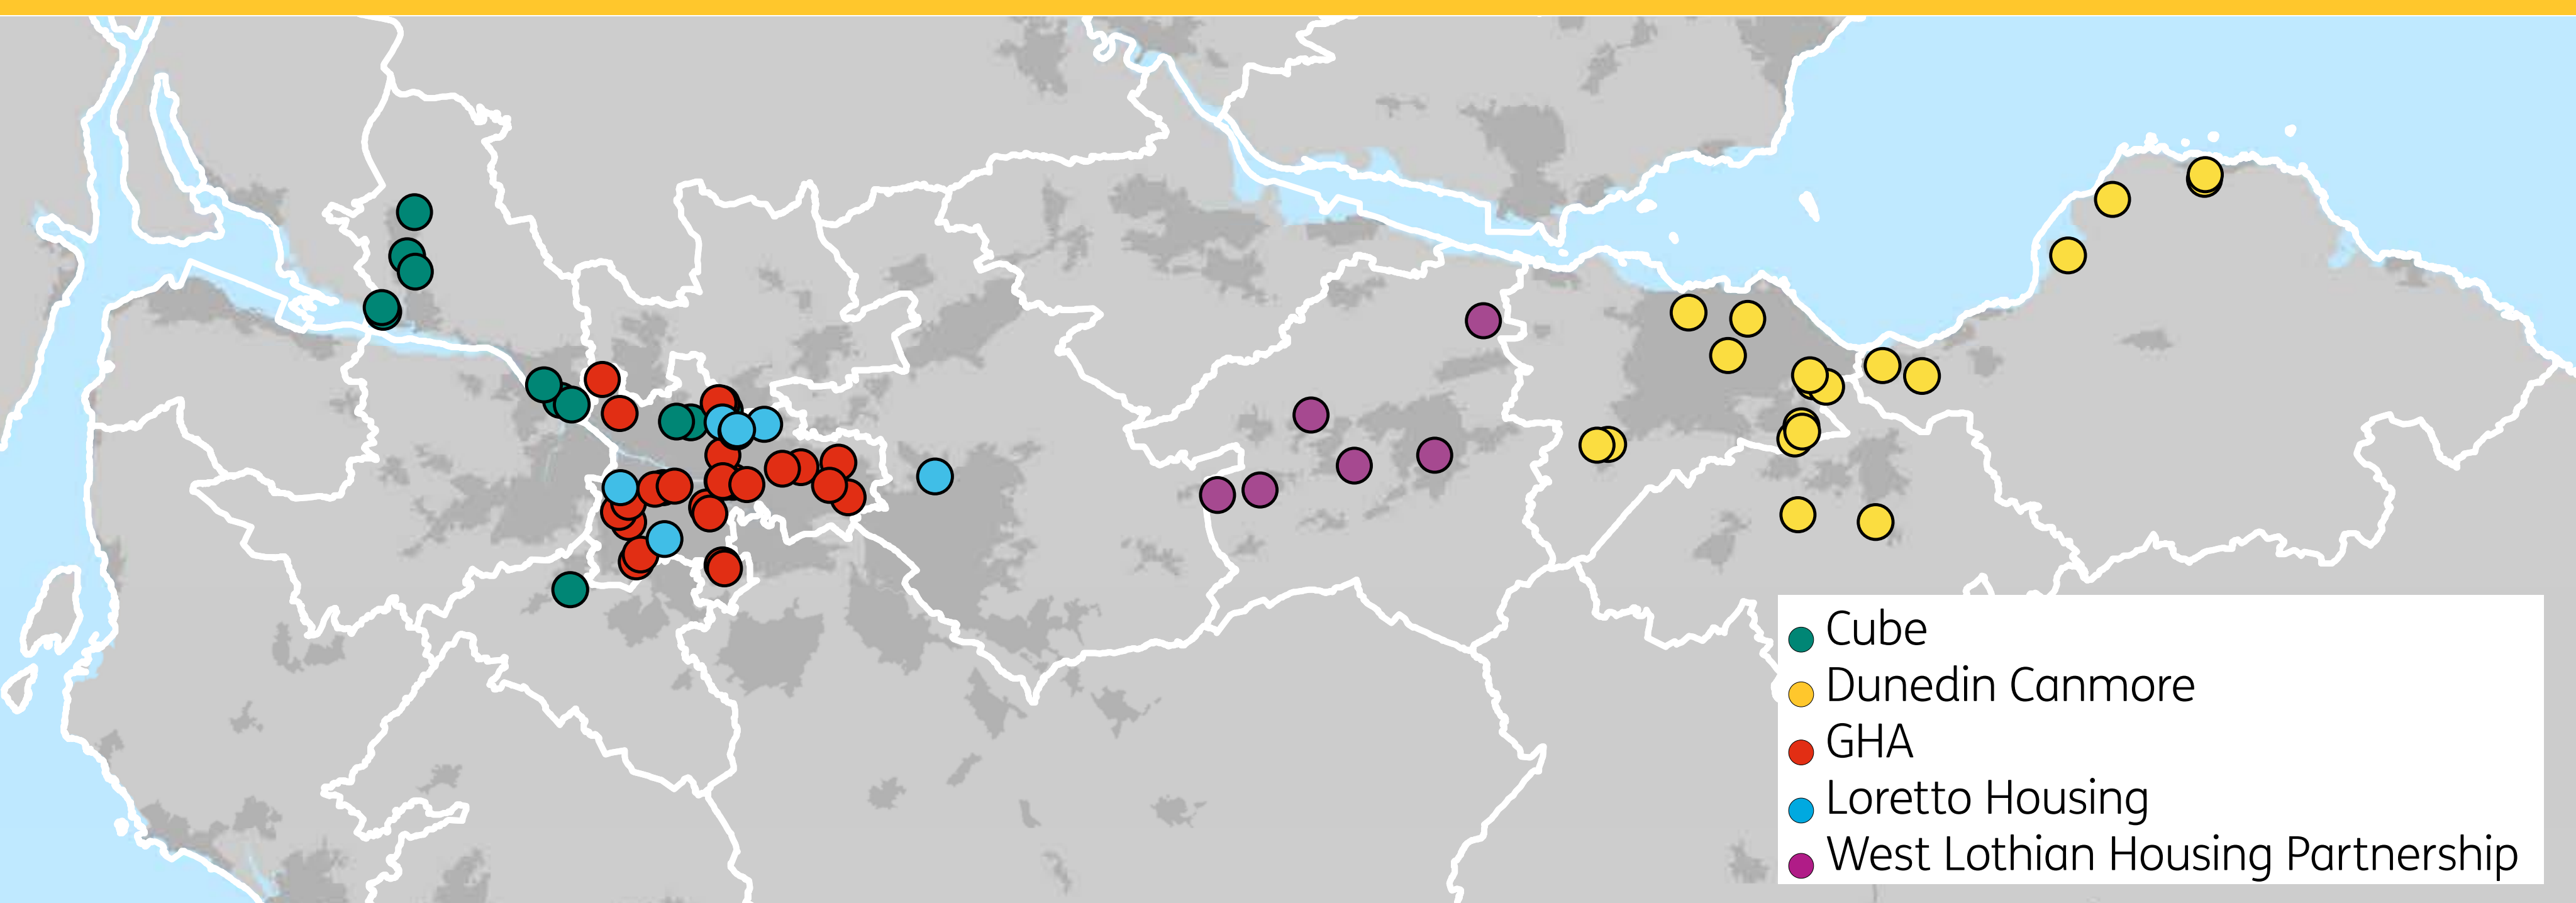 Cube
Dunedin Canmore
GHA
Loretto Housing
West Lothian Housing Partnership